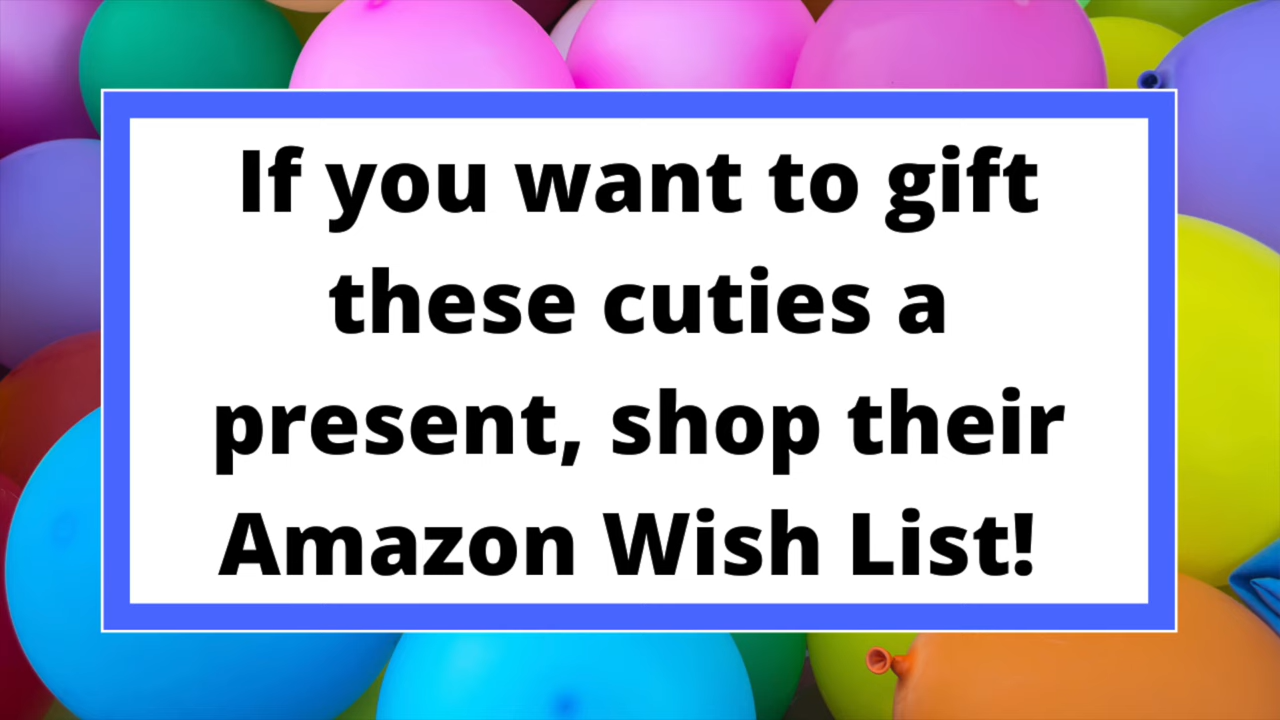 If you want to gift
these cuties a
present, shop their
Amazon Wish List!